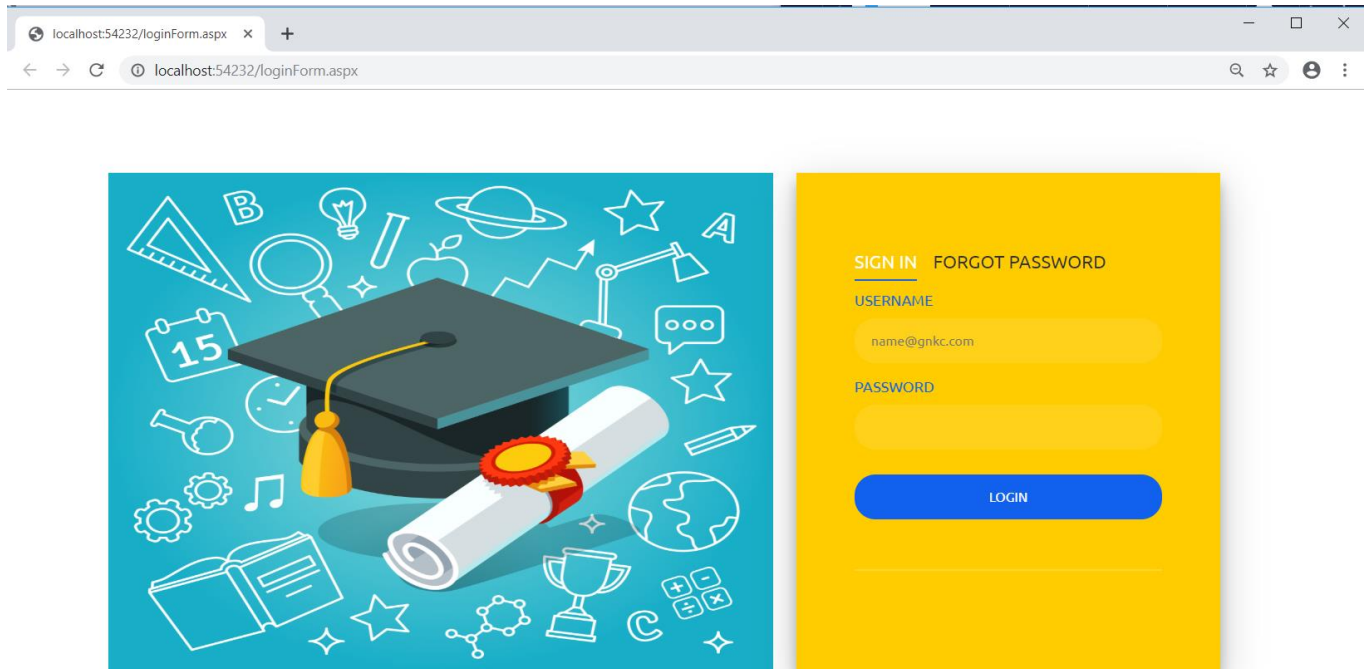 localhost:54232/loginForm.aspx
localhost:54232/loginForm.aspx
B
A
15
C
SIGN IN FORGOT PASSWORD
USERNAME
name@gnkc.com
PASSWORD
LOGIN